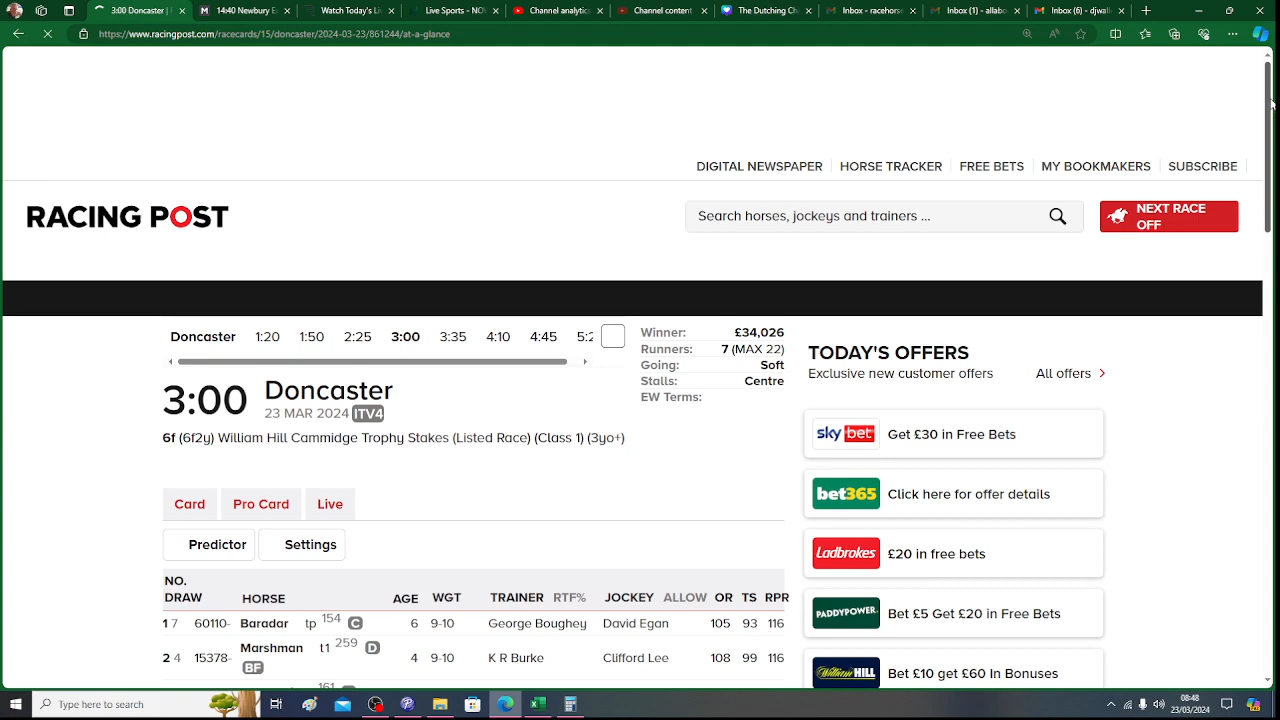 3:00 Doncaster | F
14:40 Newbury E
Watch Today's Live
Live Sports - NO
Channel analytics
Channel content
The Dutching Ch
Inbox - racehors
Inbox (1) - allabo
Inbox (6) - djwall
https://www.racingpost.com/racecards/15/doncaster/2024-03-23/861244/at-a-glance
DIGITAL NEWSPAPER HORSE TRACKER FREE BETS MY BOOKMAKERS SUBSCRIBE
RACING POST
Search horses, jockeys and trainers ...
NEXT RACE
OFF
Doncaster 1:20 1:50 2:25 3:00 3:35 4:10 4:45 5:2
Winner: £34,026
Runners: 7 (MAX 22)
Going: Soft
Stalls: Centre
EW Terms:
3:00 Doncaster
23 MAR 2024 ITV4
6f (6f2y) William Hill Cammidge Trophy Stakes (Listed Race) (Class 1) (3yo+)
TODAY'S OFFERS
Exclusive new customer offers All offers
sky bet Get £30 in Free Bets
bet365 Click here for offer details
Ladbrokes £20 in free bets
PADDYPOWER. Bet £5 Get £20 in Free Bets
William HILL Bet £10 get £60 in Bonuses
Card Pro Card Live
Predictor Settings
NO.
DRAW HORSE AGE WGT TRAINER RTF% JOCKEY ALLOW OR TS RPR
1 7 60110- Baradar tp 154 C 6 9-10 George Boughey David Egan 105 93 116
2 4 15378- Marshman t1 259 D BF 4 9-10 K R Burke Clifford Lee 108 99 116
161
Type here to search
08:48
23/03/2024